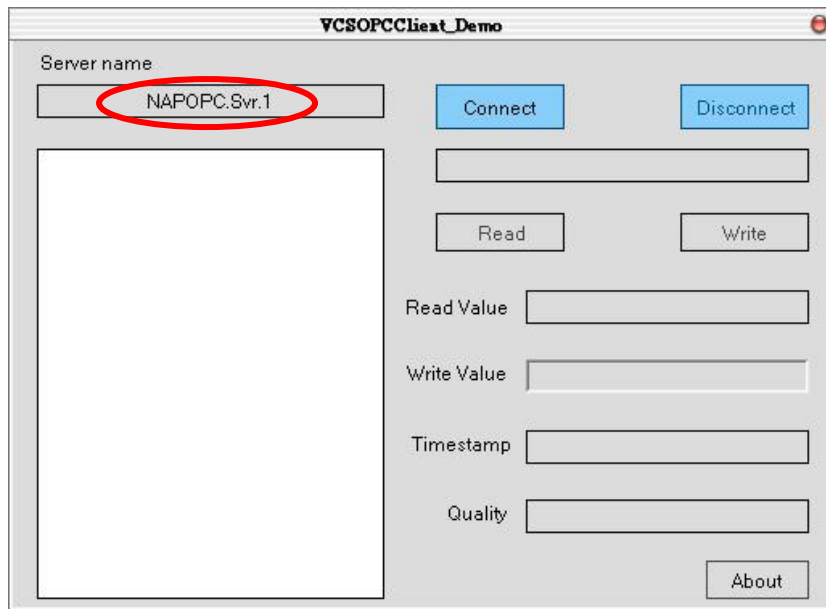 VCSOPCClient_Demo
Server name
NAPOPC.Svr.1
Connect
Disconnect
Read
Write
Read Value
Write Value
Timestamp
Quality
About